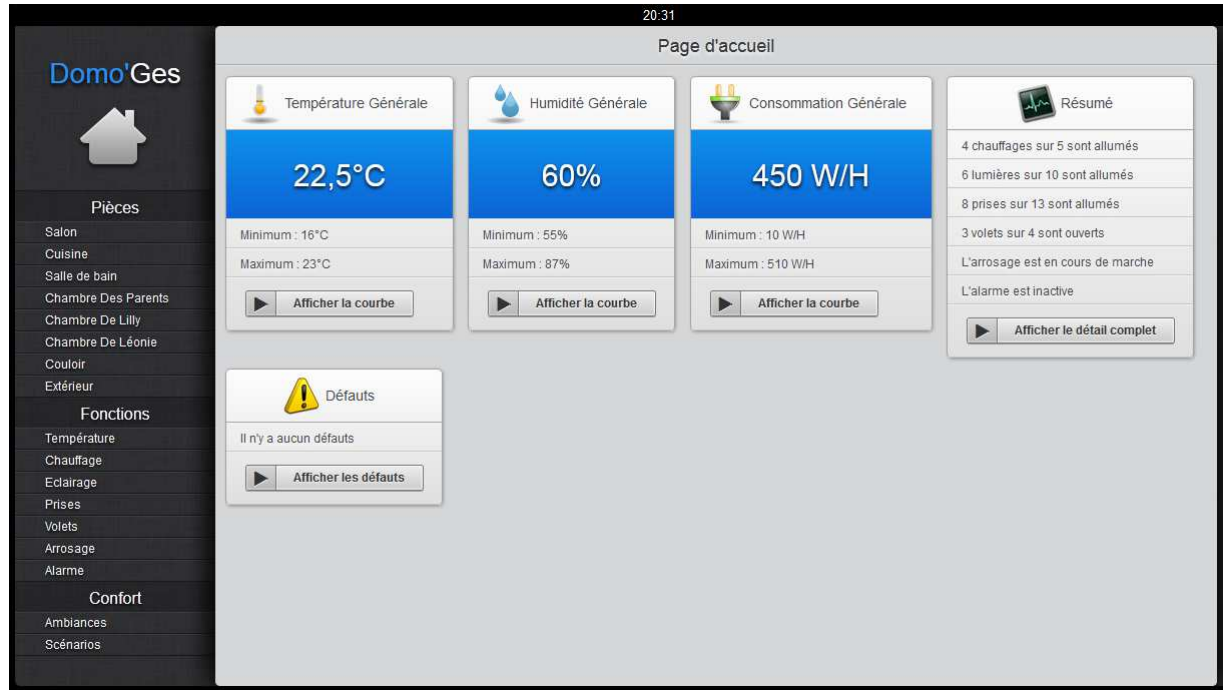 20:31
Domo'Ges
Pièces
Salon
Cuisine
Salle de bain
Chambre Des Parents
Chambre De Lilly
Chambre De Léonie
Couloir
Extérieur
Fonctions
Température
Chauffage
Eclairage
Prises
Volets
Arrosage
Alarme
Confort
Ambiances
Scénarios
Page d'accueil
Température Générale
22,5°C
Minimum : 16°C
Maximum : 23°C
Afficher la courbe
Humidité Générale
60%
Minimum : 55%
Maximum : 87%
Afficher la courbe
Consommation Générale
450 W/H
Minimum : 10 W/H
Maximum : 510 W/H
Afficher la courbe
Résumé
4 chauffages sur 5 sont allumés
6 lumières sur 10 sont allumés
8 prises sur 13 sont allumés
3 volets sur 4 sont ouverts
L'arrosage est en cours de marche
L'alarme est inactive
Afficher le détail complet
Défauts
Il n'y a aucun défauts
Afficher les défauts